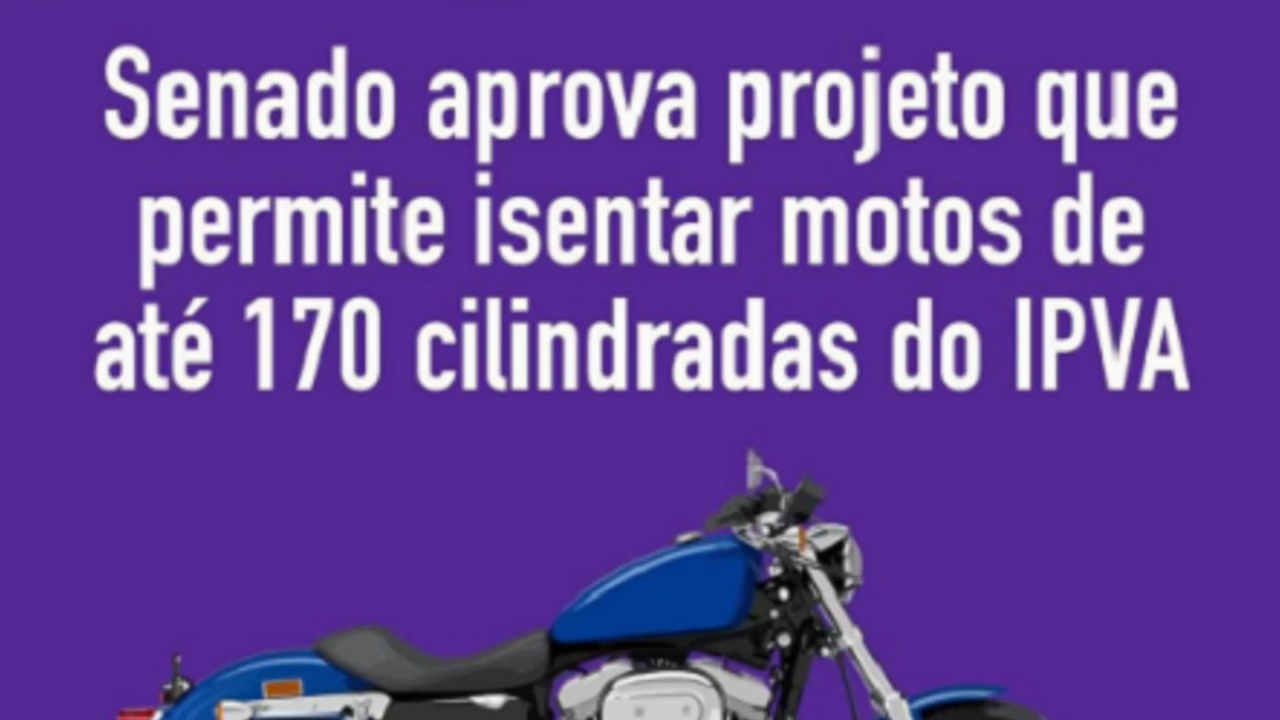 Senado aprova projeto que
permite isentar motos de
até 170 cilindradas do IPVA